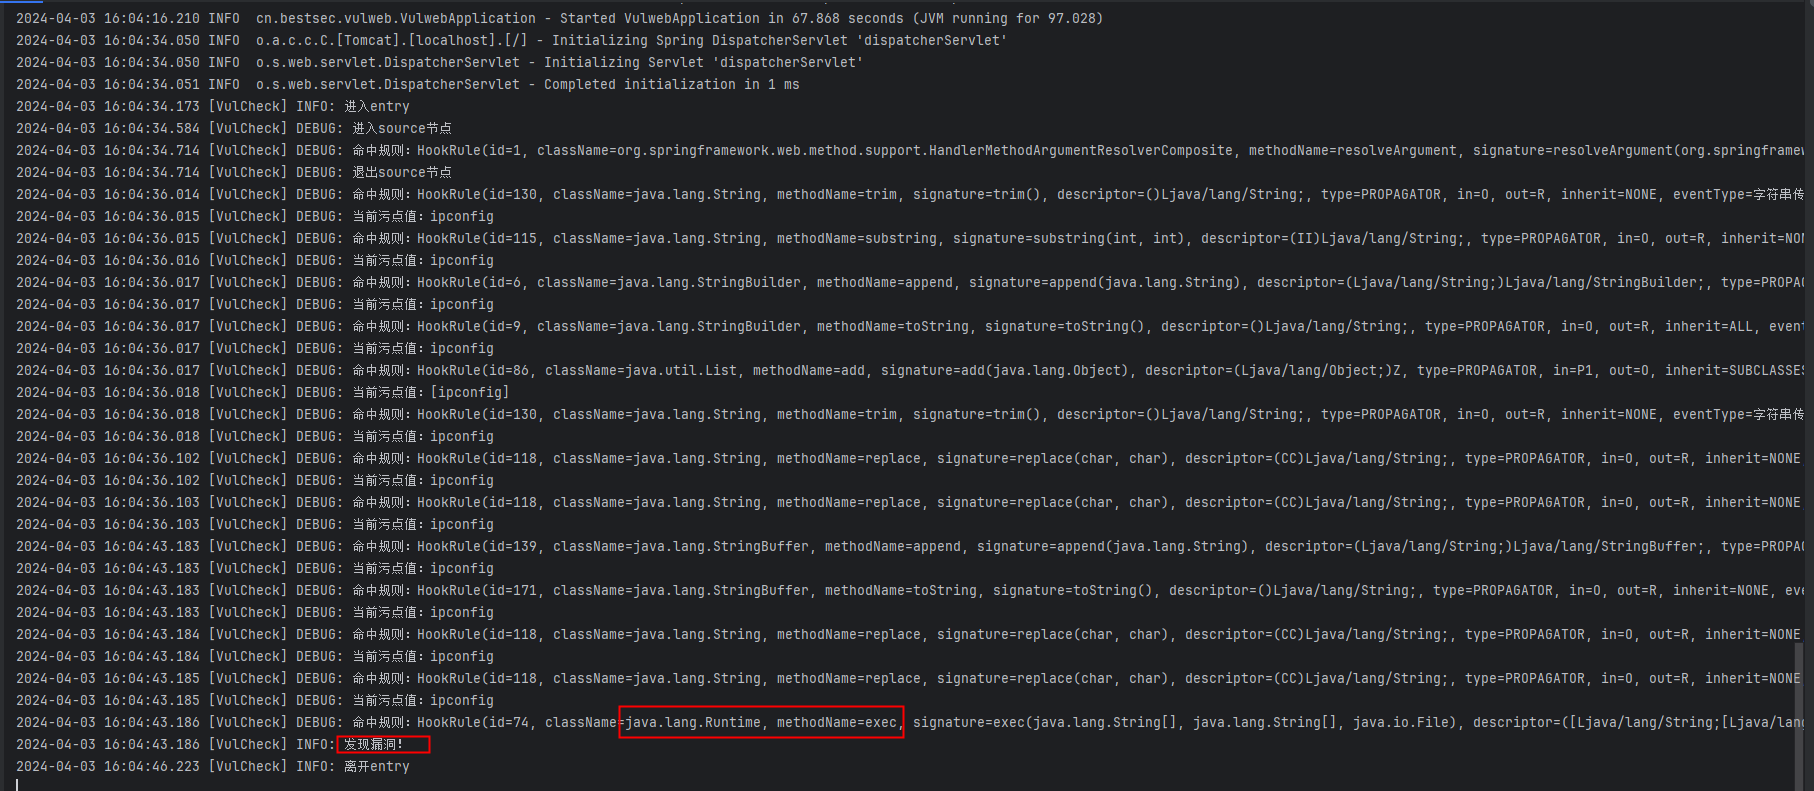 2024-04-03 16:04:16.210 INFO  cn.bestsec.vulweb.VulwebApplication - Started VulwebApplication in 67.868 seconds (JVM running for 97.028)
2024-04-03 16:04:34.050 INFO  o.a.c.c.C.[Tomcat].[localhost].[/] - Initializing Spring DispatcherServlet 'dispatcherServlet'
2024-04-03 16:04:34.050 INFO  o.s.web.servlet.DispatcherServlet - Initializing Servlet 'dispatcherServlet'
2024-04-03 16:04:34.051 INFO  o.s.web.servlet.DispatcherServlet - Completed initialization in 1 ms
2024-04-03 16:04:34.173 [VulCheck] INFO: 进入entry
2024-04-03 16:04:34.584 [VulCheck] DEBUG: 进入source节点
2024-04-03 16:04:34.714 [VulCheck] DEBUG: 命中规则：HookRule(id=1, className=org.springframework.web.method.support.HandlerMethodArgumentResolverComposite, methodName=resolveArgument, signature=resolveArgument(org.springframew
2024-04-03 16:04:34.714 [VulCheck] DEBUG: 退出source节点
2024-04-03 16:04:36.014 [VulCheck] DEBUG: 命中规则：HookRule(id=130, className=java.lang.String, methodName=trim, signature=trim(), descriptor=()Ljava/lang/String;, type=PROPAGATOR, in=O, out=R, inherit=NONE, eventType=字符串传
2024-04-03 16:04:36.015 [VulCheck] DEBUG: 当前污点值：ipconfig
2024-04-03 16:04:36.015 [VulCheck] DEBUG: 命中规则：HookRule(id=115, className=java.lang.String, methodName=substring, signature=substring(int, int), descriptor=(II)Ljava/lang/String;, type=PROPAGATOR, in=O, out=R, inherit=NON
2024-04-03 16:04:36.016 [VulCheck] DEBUG: 当前污点值：ipconfig
2024-04-03 16:04:36.017 [VulCheck] DEBUG: 命中规则：HookRule(id=6, className=java.lang.StringBuilder, methodName=append, signature=append(java.lang.String), descriptor=(Ljava/lang/String;)Ljava/lang/StringBuilder;, type=PROPAG
2024-04-03 16:04:36.017 [VulCheck] DEBUG: 当前污点值：ipconfig
2024-04-03 16:04:36.017 [VulCheck] DEBUG: 命中规则：HookRule(id=9, className=java.lang.StringBuilder, methodName=toString, signature=toString(), descriptor=()Ljava/lang/String;, type=PROPAGATOR, in=O, out=R, inherit=ALL, event
2024-04-03 16:04:36.017 [VulCheck] DEBUG: 当前污点值：ipconfig
2024-04-03 16:04:36.017 [VulCheck] DEBUG: 命中规则：HookRule(id=86, className=java.util.List, methodName=add, signature=add(java.lang.Object), descriptor=(Ljava/lang/Object;)Z, type=PROPAGATOR, in=P1, out=O, inherit=SUBCLASSES
2024-04-03 16:04:36.018 [VulCheck] DEBUG: 当前污点值：[ipconfig]
2024-04-03 16:04:36.018 [VulCheck] DEBUG: 命中规则：HookRule(id=130, className=java.lang.String, methodName=trim, signature=trim(), descriptor=()Ljava/lang/String;, type=PROPAGATOR, in=O, out=R, inherit=NONE, eventType=字符串传
2024-04-03 16:04:36.018 [VulCheck] DEBUG: 当前污点值：ipconfig
2024-04-03 16:04:36.102 [VulCheck] DEBUG: 命中规则：HookRule(id=118, className=java.lang.String, methodName=replace, signature=replace(char, char), descriptor=(CC)Ljava/lang/String;, type=PROPAGATOR, in=O, out=R, inherit=NONE
2024-04-03 16:04:36.102 [VulCheck] DEBUG: 当前污点值：ipconfig
2024-04-03 16:04:36.103 [VulCheck] DEBUG: 命中规则：HookRule(id=118, className=java.lang.String, methodName=replace, signature=replace(char, char), descriptor=(CC)Ljava/lang/String;, type=PROPAGATOR, in=O, out=R, inherit=NONE
2024-04-03 16:04:36.103 [VulCheck] DEBUG: 当前污点值：ipconfig
2024-04-03 16:04:43.183 [VulCheck] DEBUG: 命中规则：HookRule(id=139, className=java.lang.StringBuffer, methodName=append, signature=append(java.lang.String), descriptor=(Ljava/lang/String;)Ljava/lang/StringBuffer;, type=PROPAG
2024-04-03 16:04:43.183 [VulCheck] DEBUG: 当前污点值：ipconfig
2024-04-03 16:04:43.183 [VulCheck] DEBUG: 命中规则：HookRule(id=171, className=java.lang.StringBuffer, methodName=toString, signature=toString(), descriptor=()Ljava/lang/String;, type=PROPAGATOR, in=O, out=R, inherit=NONE, eve
2024-04-03 16:04:43.183 [VulCheck] DEBUG: 当前污点值：ipconfig
2024-04-03 16:04:43.184 [VulCheck] DEBUG: 命中规则：HookRule(id=118, className=java.lang.String, methodName=replace, signature=replace(char, char), descriptor=(CC)Ljava/lang/String;, type=PROPAGATOR, in=O, out=R, inherit=NONE
2024-04-03 16:04:43.184 [VulCheck] DEBUG: 当前污点值：ipconfig
2024-04-03 16:04:43.185 [VulCheck] DEBUG: 命中规则：HookRule(id=118, className=java.lang.String, methodName=replace, signature=replace(char, char), descriptor=(CC)Ljava/lang/String;, type=PROPAGATOR, in=O, out=R, inherit=NONE
2024-04-03 16:04:43.185 [VulCheck] DEBUG: 当前污点值：ipconfig
2024-04-03 16:04:43.186 [VulCheck] DEBUG: 命中规则：HookRule(id=74, className=java.lang.Runtime, methodName=exec, signature=exec(java.lang.String[], java.lang.String[], java.io.File), descriptor=([Ljava/lang/String;[Ljava/lang
2024-04-03 16:04:43.186 [VulCheck] INFO: 发现漏洞!
2024-04-03 16:04:46.223 [VulCheck] INFO: 离开entry